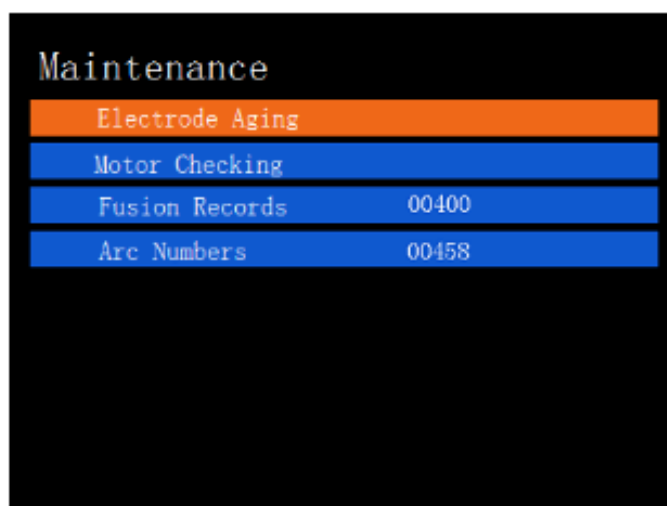 Maintenance
Electrode Aging
Motor Checking
Fusion Records 00400
Arc Numbers 00458